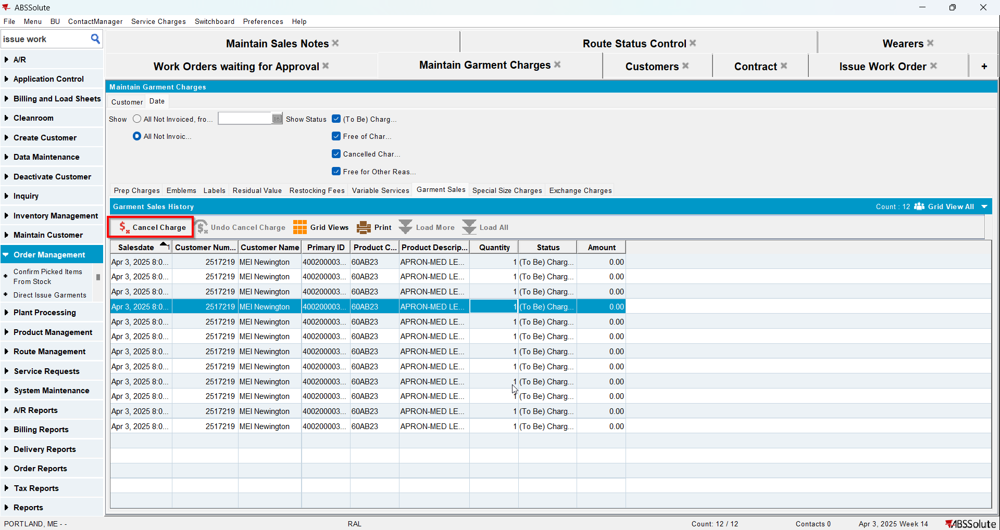 ABSSolute
File Menu BU ContactManager Service Charges Switchboard Preferences Help
issue work
Maintain Sales Notes Route Status Control Wearers
Work Orders waiting for Approval Maintain Garment Charges Customers Contract Issue Work Order +
A/R
Application Control
Billing and Load Sheets
Cleanroom
Create Customer
Data Maintenance
Deactivate Customer
Inquiry
Inventory Management
Maintain Customer
Order Management
Confirm Picked Items
From Stock
Direct Issue Garments
Plant Processing
Product Management
Route Management
Service Requests
System Maintenance
A/R Reports
Billing Reports
Delivery Reports
Order Reports
Tax Reports
Reports
Maintain Garment Charges
Customer Date
Show All Not Invoiced, fro... 16 Show Status (To Be) Charg...
All Not Invoic... Free of Char...
Cancelled Char...
Free for Other Reas...
Prep Charges Emblems Labels Residual Value Restocking Fees Variable Services Garment Sales Special Size Charges Exchange Charges
Garment Sales History Count : 12 Grid View All
Cancel Charge Undo Cancel Charge Grid Views Print Load More Load All
Salesdate 1 Customer Num... Customer Name Primary ID Product C... Product Descrip... Quantity Status Amount
Apr 3, 2025 8:0... 2517219 MEI Newington 400200003... 60AB23 APRON-MED LE... 1 (To Be) Charg... 0.00
Apr 3, 2025 8:0... 2517219 MEI Newington 400200003... 60AB23 APRON-MED LE... 1 (To Be) Charg... 0.00
Apr 3, 2025 8:0... 2517219 MEI Newington 400200003... 60AB23 APRON-MED LE... 1 (To Be) Charg... 0.00
Apr 3, 2025 8:0... 2517219 MEI Newington 400200003... 60AB23 APRON-MED LE... 1 (To Be) Charg... 0.00
Apr 3, 2025 8:0... 2517219 MEI Newington 400200003... 60AB23 APRON-MED LE... 1 (To Be) Charg... 0.00
Apr 3, 2025 8:0... 2517219 MEI Newington 400200003... 60AB23 APRON-MED LE... 1 (To Be) Charg... 0.00
Apr 3, 2025 8:0... 2517219 MEI Newington 400200003... 60AB23 APRON-MED LE... 1 (To Be) Charg... 0.00
Apr 3, 2025 8:0... 2517219 MEI Newington 400200003... 60AB23 APRON-MED LE... 1 (To Be) Charg... 0.00
Apr 3, 2025 8:0... 2517219 MEI Newington 400200003... 60AB23 APRON-MED LE... 1 (To Be) Charg... 0.00
Apr 3, 2025 8:0... 2517219 MEI Newington 400200003... 60AB23 APRON-MED LE... 1 (To Be) Charg... 0.00
Apr 3, 2025 8:0... 2517219 MEI Newington 400200003... 60AB23 APRON-MED LE... 1 (To Be) Charg... 0.00
Apr 3, 2025 8:0... 2517219 MEI Newington 400200003... 60AB23 APRON-MED LE... 1 (To Be) Charg... 0.00
PORTLAND, ME - - RAL Count: 12 / 12 Contacts 0 Apr 3, 2025 Week 14 ABSSolute